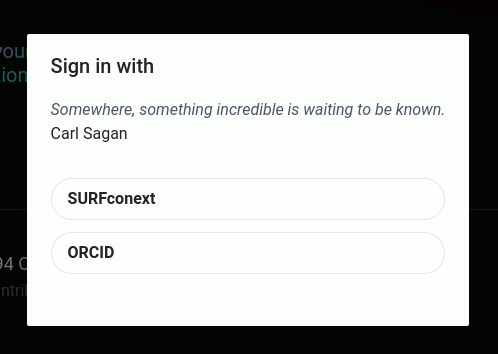 Sign in with
Somewhere, something incredible is waiting to be known.
Carl Sagan
SURFconext
ORCID